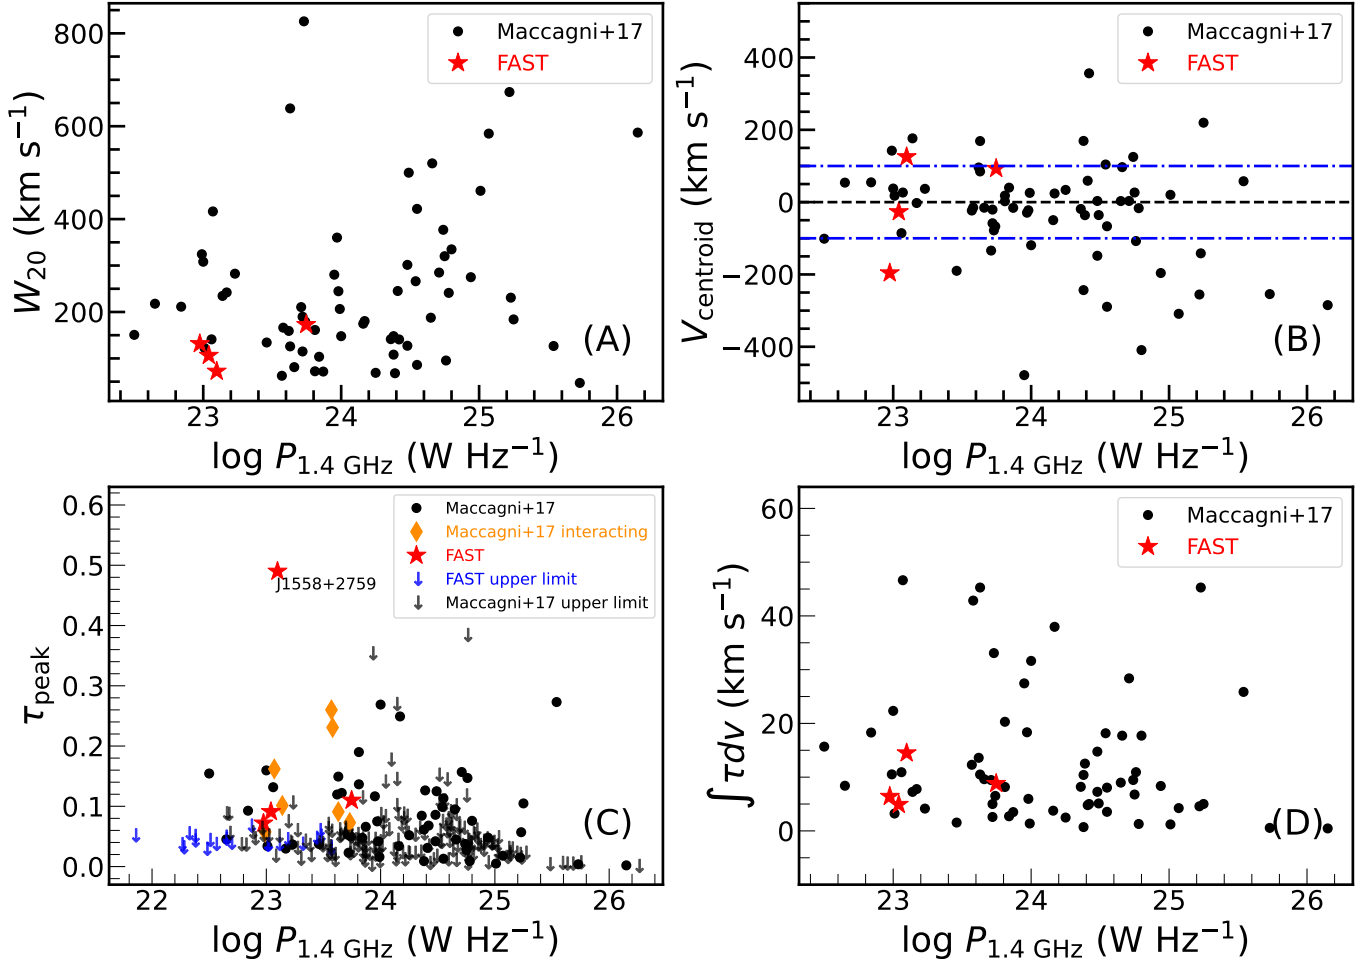 800
600
400
200
W20 (km s−1)
Maccagni+17
FAST
(A)
23 24 25 26
log P1.4 GHz (W Hz−1)
400
200
0
−200
−400
Vcentroid (km s−1)
Maccagni+17
FAST
(B)
23 24 25 26
log P1.4 GHz (W Hz−1)
0.6
0.5
0.4
0.3
0.2
0.1
0.0
τpeak
Maccagni+17
Maccagni+17 interacting
FAST
FAST upper limit
Maccagni+17 upper limit
J1558+2759
(C)
22 23 24 25 26
log P1.4 GHz (W Hz−1)
60
40
20
0
∫ τdv (km s−1)
Maccagni+17
FAST
(D)
23 24 25 26
log P1.4 GHz (W Hz−1)